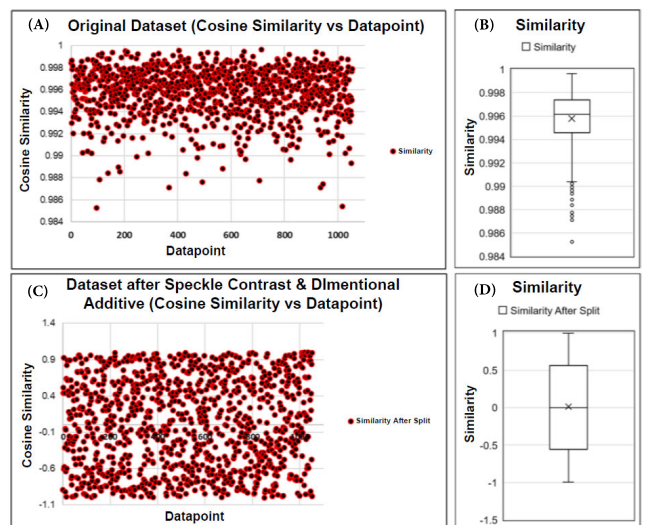 (A)
Original Dataset (Cosine Similarity vs Datapoint)
1
0.998
0.996
0.994
0.992
0.99
0.988
0.986
0.984
Cosine Similarity
0
200
400
600
800
1000
Datapoint
Similarity
(B)
Similarity
Similarity
1
0.998
0.996
0.994
0.992
0.99
0.988
0.986
0.984
Similarity
(C)
Dataset after Speckle Contrast & DImentional
Additive (Cosine Similarity vs Datapoint)
1.4
0.9
0.4
-0.1
-0.6
-1.1
Cosine Similarity
0
200
400
600
800
Datapoint
Similarity After Split
(D)
Similarity
Similarity After Split
1
0.5
0
-0.5
-1
-1.5
Similarity